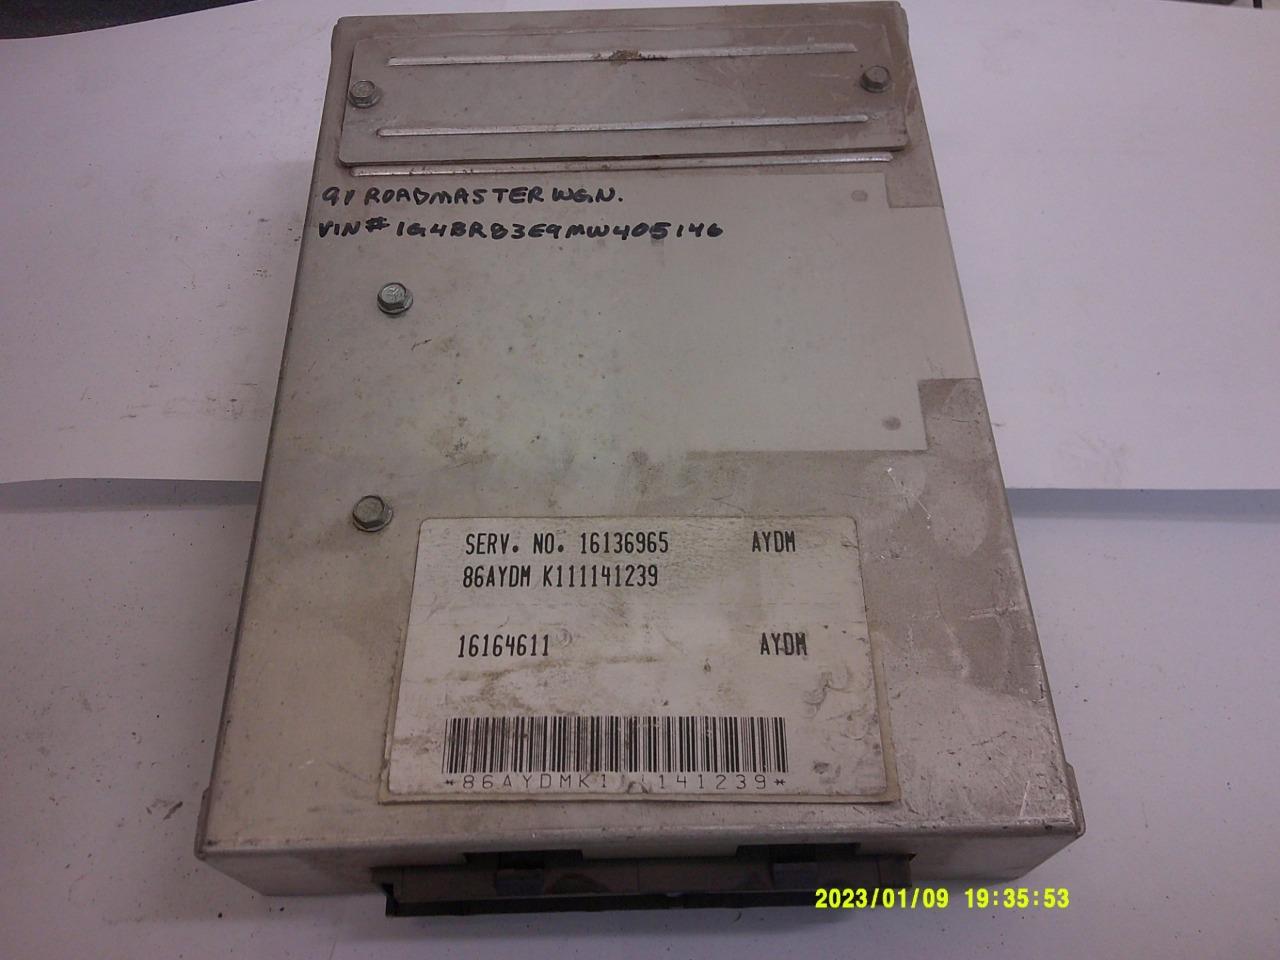 91 ROADMASTER WGN.
VIN# 1G4BR83E9MW405146
SERV. NO. 16136965 AYDM
86AYDM K111141239
16164611 AYDM
*86AYDMK111141239*
2023/01/09 19:35:53